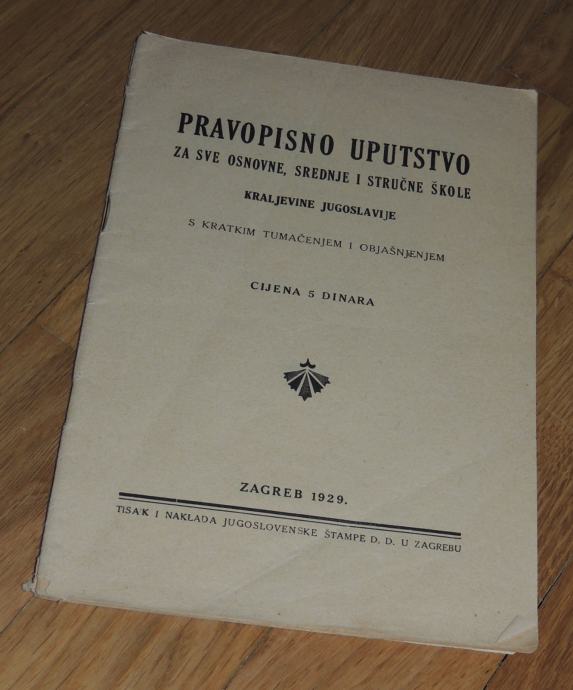 PRAVOPISNO UPUTSTVO
ZA SVE OSNOVNE, SREDNJE I STRUČNE ŠKOLE
KRALJEVINE JUGOSLAVIJE
S KRATKIM TUMAČENJEM I OBJAŠNJENJEM
CIJENA 5 DINARA
ZAGREB 1929.
TISAK I NAKLADA JUGOSLOVENSKE ŠTAMPE D. D. U ZAGREBU